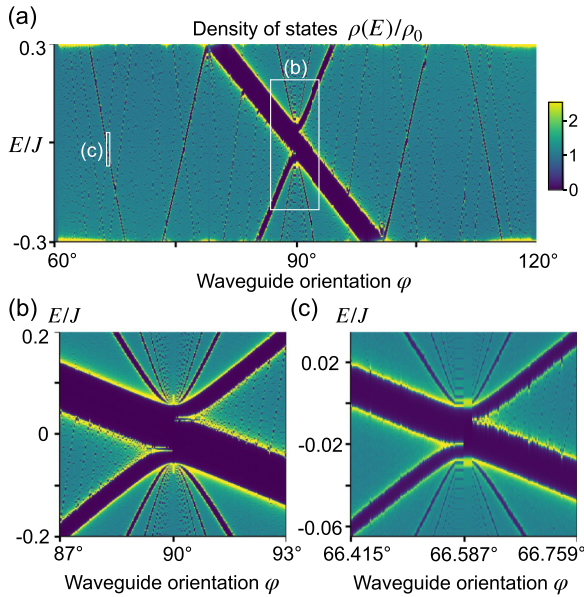 (a)
Density of states ρ(E)/ρ₀
0.3
(b)
2
E/J
(c)
1
0
-0.3
60° 90° 120°
Waveguide orientation φ
(b) E/J
(c) E/J
0.2
0
-0.2
87° 90° 93°
Waveguide orientation φ
0.02
-0.02
-0.06
66.415° 66.587° 66.759°
Waveguide orientation φ